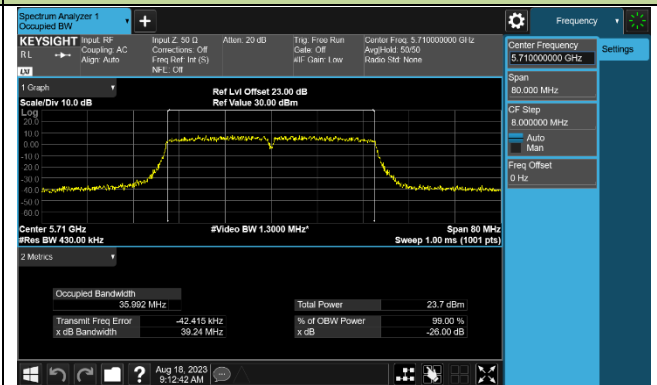 Spectrum Analyzer 1
Occupied BW
Frequency
KEYSIGHT
RL
LXI
Input: RF
Coupling: AC
Align: Auto
Input Z: 50 Ω
Corrections: Off
Freq Ref: Int (S)
NFE: Off
Atten: 20 dB
Trig: Free Run
Gate: Off
#IF Gain: Low
Center Freq: 5.710000000 GHz
Avg|Hold: 50/50
Radio Std: None
Center Frequency
5.710000000 GHz
Settings
Span
80.000 MHz
CF Step
8.000000 MHz
Auto
Man
Freq Offset
0 Hz
1 Graph
Scale/Div 10.0 dB
Ref Lvl Offset 23.00 dB
Ref Value 30.00 dBm
Log
20.0
10.0
0.00
-10.0
-20.0
-30.0
-40.0
-50.0
-60.0
Center 5.71 GHz
#Res BW 430.00 kHz
#Video BW 1.3000 MHz*
Span 80 MHz
Sweep 1.00 ms (1001 pts)
2 Metrics
Occupied Bandwidth
35.992 MHz
Total Power 23.7 dBm
Transmit Freq Error -42.415 kHz
% of OBW Power 99.00 %
x dB Bandwidth 39.24 MHz
x dB -26.00 dB
Aug 18, 2023
9:12:42 AM